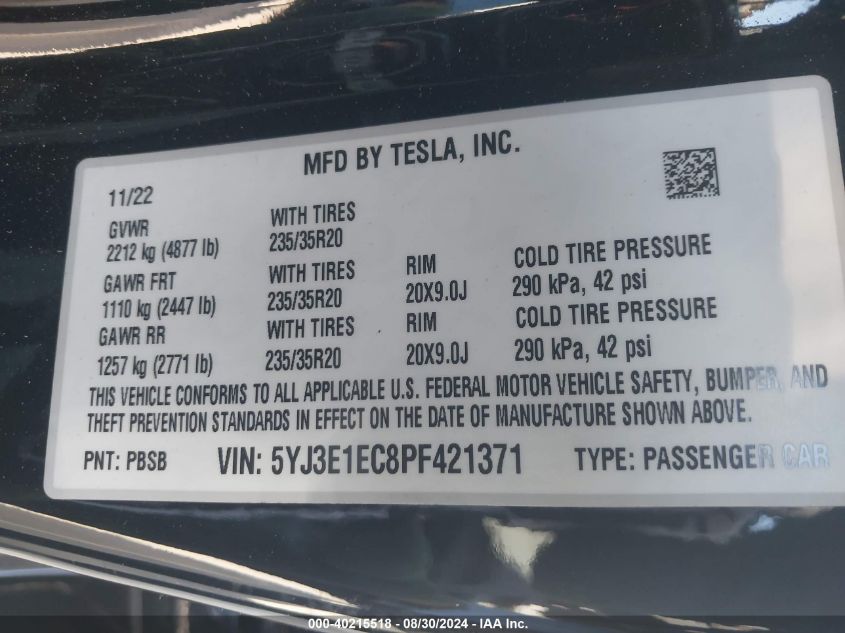 MFD BY TESLA, INC.
11/22
GVWR
2212 kg (4877 lb)
WITH TIRES
235/35R20
GAWR FRT
1110 kg (2447 lb)
WITH TIRES
235/35R20
RIM
20X9.0J
COLD TIRE PRESSURE
290 kPa, 42 psi
GAWR RR
1257 kg (2771 lb)
WITH TIRES
235/35R20
RIM
20X9.0J
COLD TIRE PRESSURE
290 kPa, 42 psi
THIS VEHICLE CONFORMS TO ALL APPLICABLE U.S. FEDERAL MOTOR VEHICLE SAFETY, BUMPER, AND
THEFT PREVENTION STANDARDS IN EFFECT ON THE DATE OF MANUFACTURE SHOWN ABOVE.
PNT: PBSB VIN: 5YJ3E1EC8PF421371 TYPE: PASSENGER CAR
000-40215518 - 08/30/2024 - IAAI Inc.